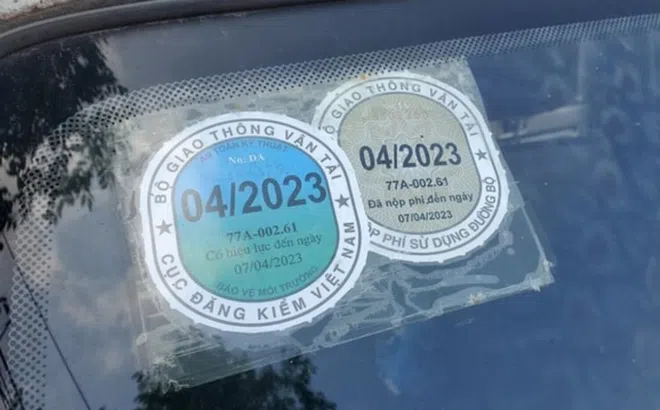 BỘ GIAO THÔNG VẬN TẢI
AN TOÀN KỸ THUẬT
No: DA
04/2023
77A-002.61
Có hiệu lực đến ngày
07/04/2023
BẢO VỆ MÔI TRƯỜNG
CỤC ĐĂNG KIỂM VIỆT NAM
BỘ GIAO THÔNG VẬN TẢI
04/2023
77A-002.61
Đã nộp phí đến ngày
07/04/2023
PHÍ SỬ DỤNG ĐƯỜNG BỘ